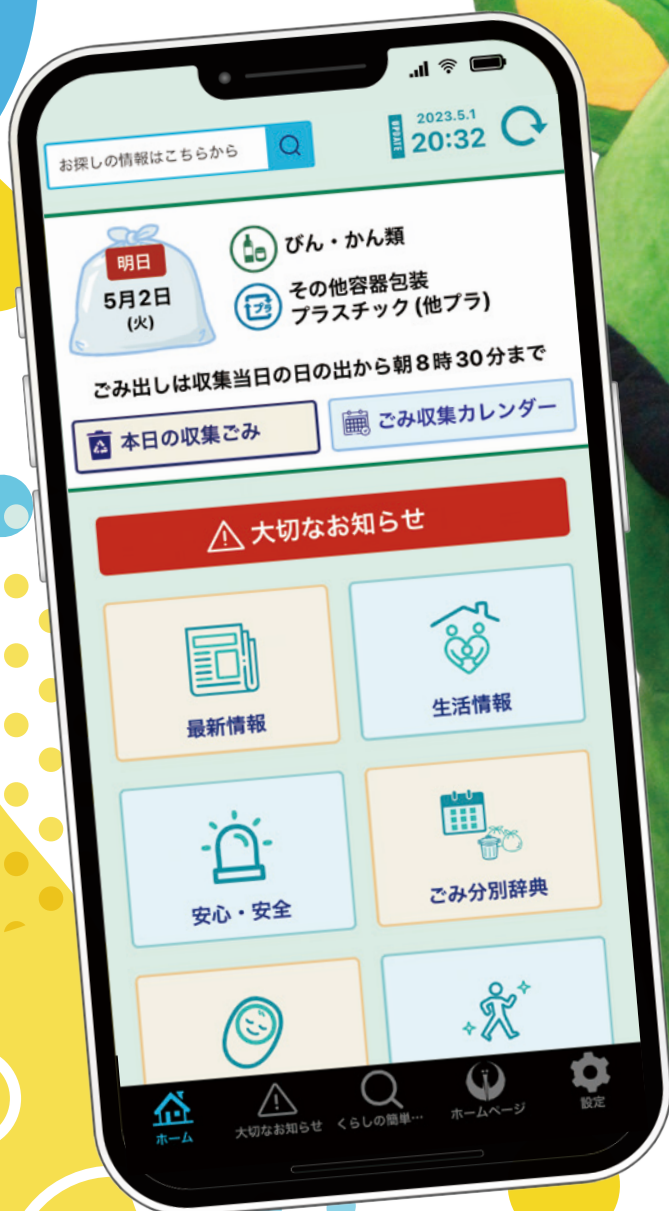 お探しの情報はこちらから
UPDATE
2023.5.1
20:32
明日
5月2日
(火)
びん・かん類
プラ
その他容器包装
プラスチック(他プラ)
ごみ出しは収集当日の日の出から朝8時30分まで
本日の収集ごみ
ごみ収集カレンダー
大切なお知らせ
最新情報
生活情報
安心・安全
ごみ分別辞典
ホーム
大切なお知らせ
くらしの簡単…
ホームページ
設定